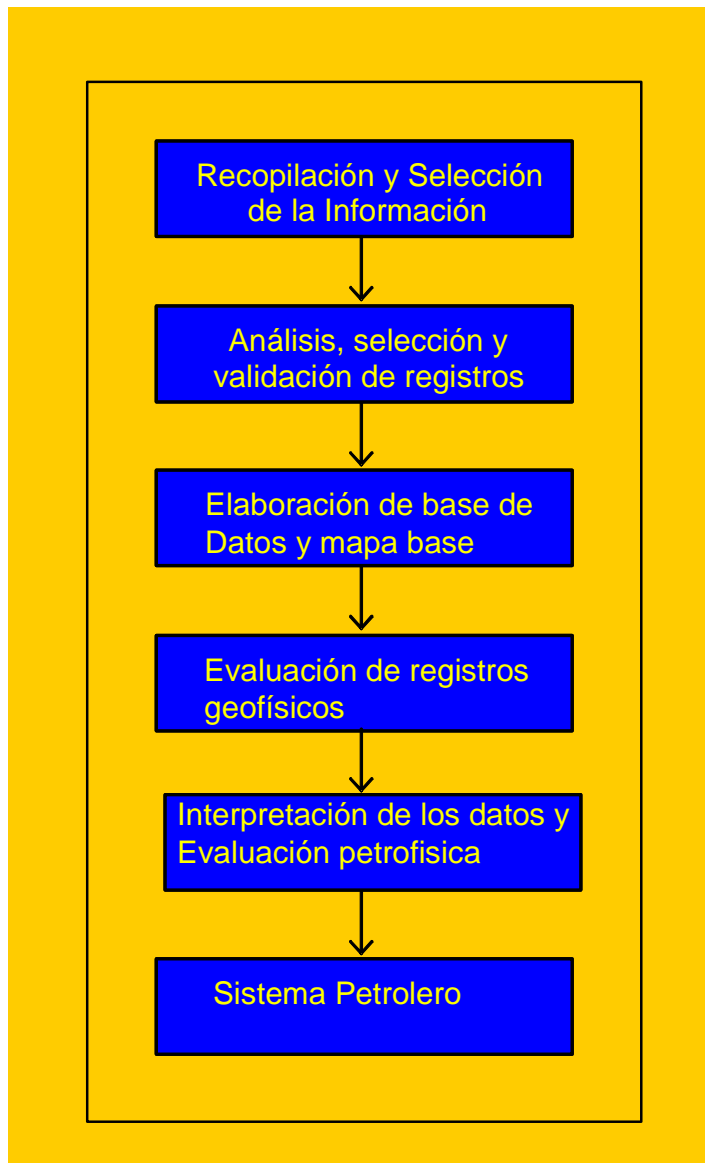 Recopilación y Selección
de la Información
Análisis, selección y
validación de registros
Elaboración de base de
Datos y mapa base
Evaluación de registros
geofísicos
Interpretación de los datos y
Evaluación petrofisica
Sistema Petrolero